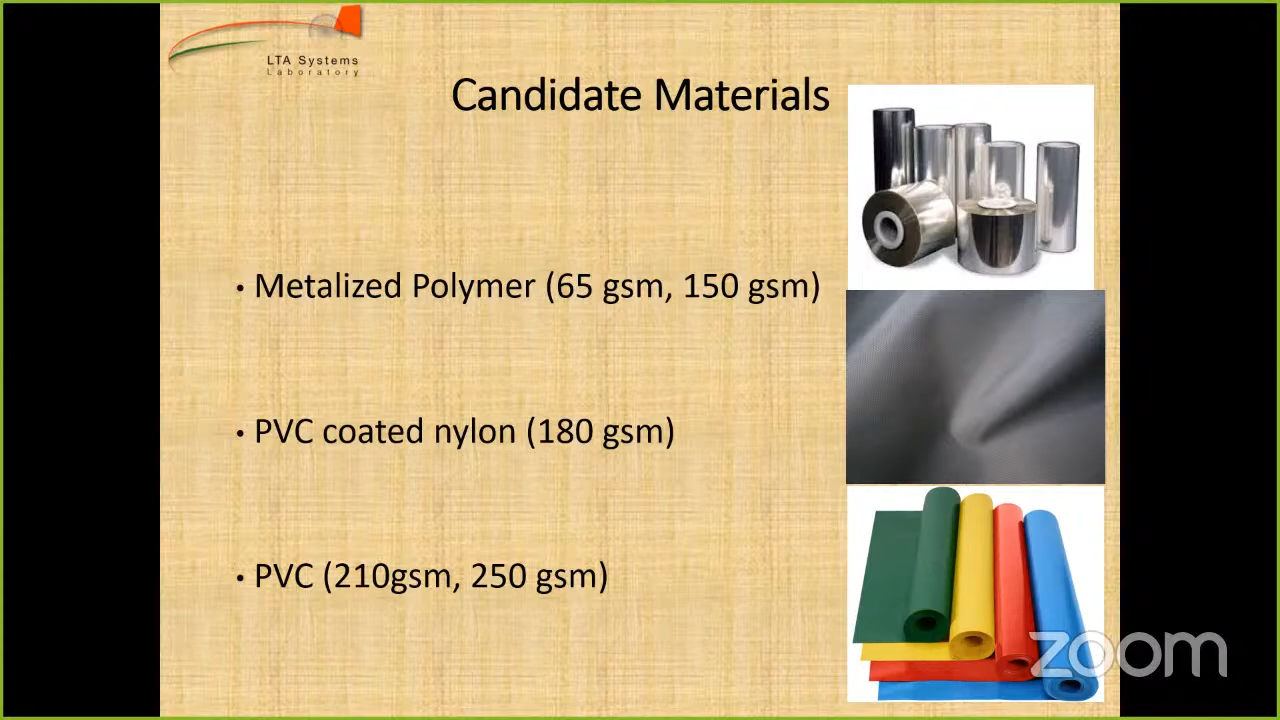 LTA Systems
Laboratory
Candidate Materials
• Metalized Polymer (65 gsm, 150 gsm)
• PVC coated nylon (180 gsm)
• PVC (210gsm, 250 gsm)
zoom